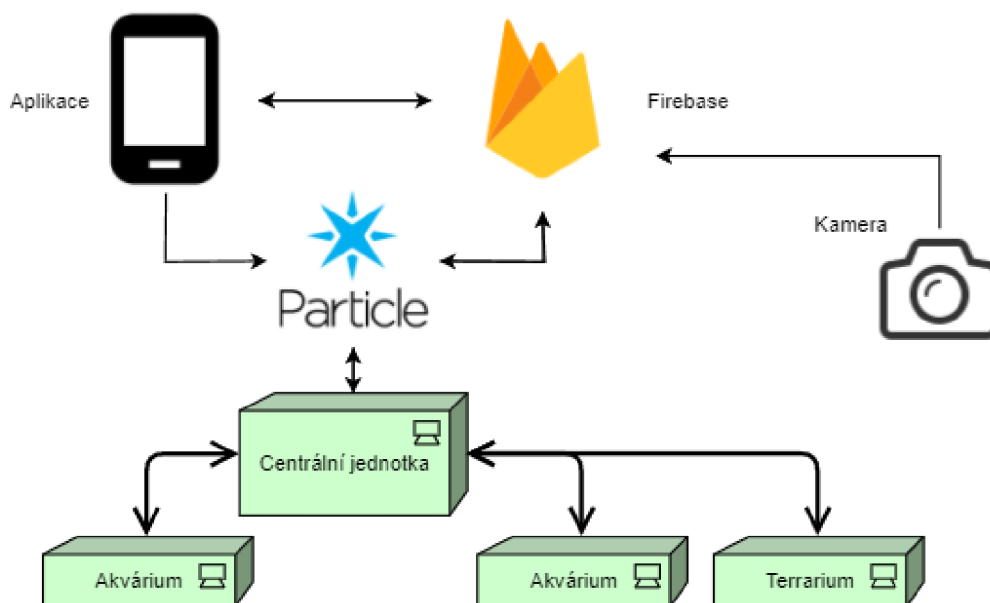 Aplikace
Firebase
Kamera
Particle
Centrální jednotka
Akvárium
Akvárium
Terrarium